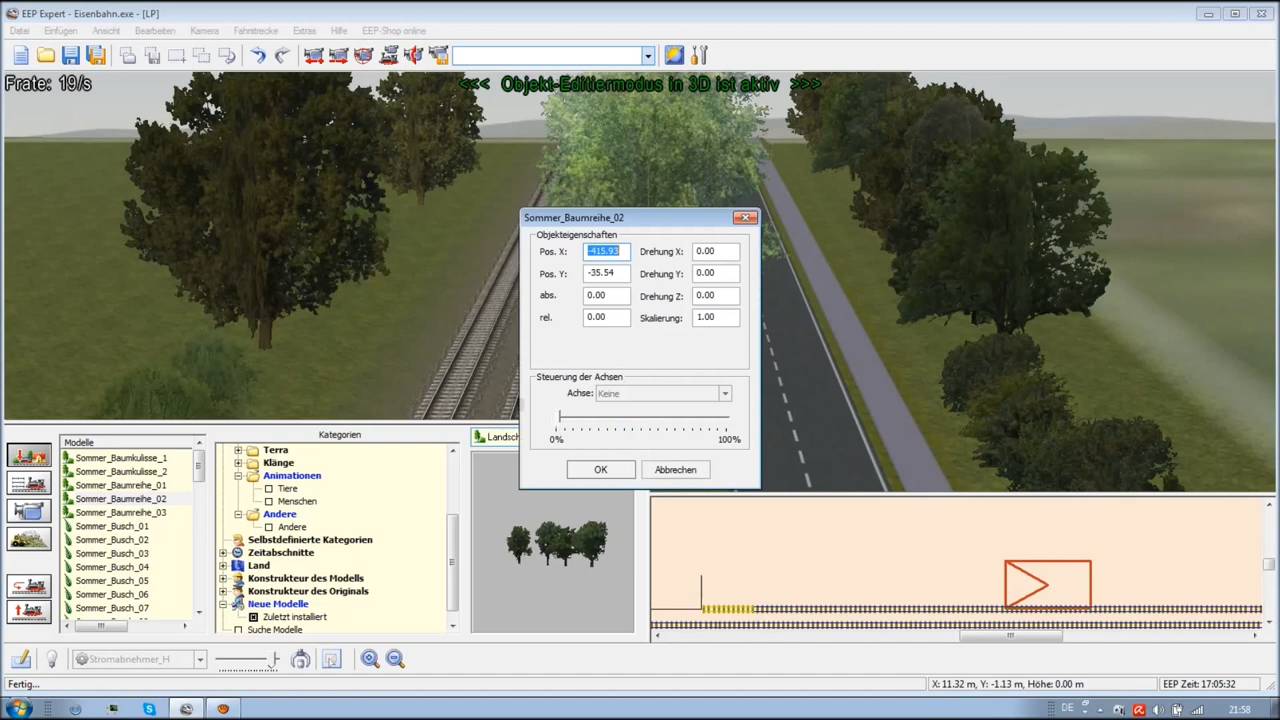 EEP Expert - Eisenbahn.exe - [LP]
Datei Einfügen Ansicht Bearbeiten Kamera Fahrstrecke Extras Hilfe EEP-Shop online
Frate: 19/s
<<< Objekt-Editiermodus in 3D ist aktiv >>>
Sommer_Baumreihe_02
Objekteigenschaften
Pos. X: -415.93 Drehung X: 0.00
Pos. Y: -35.54 Drehung Y: 0.00
abs. 0.00 Drehung Z: 0.00
rel. 0.00 Skalierung: 1.00
Steuerung der Achsen
Achse: Keine
0% 100%
OK Abbrechen
Modelle
Sommer_Baumkulisse_1
Sommer_Baumkulisse_2
Sommer_Baumreihe_01
Sommer_Baumreihe_02
Sommer_Baumreihe_03
Sommer_Busch_01
Sommer_Busch_02
Sommer_Busch_03
Sommer_Busch_04
Sommer_Busch_05
Sommer_Busch_06
Sommer_Busch_07
Kategorien
Terra
Klänge
Animationen
Tiere
Menschen
Andere
Andere
Selbstdefinierte Kategorien
Zeitabschnitte
Land
Konstrukteur des Modells
Konstrukteur des Originals
Neue Modelle
Zuletzt installiert
Suche Modelle
Landsch
Stromabnehmer_H
Fertig...
X: 11.32 m, Y: -1.13 m, Höhe: 0.00 m
EEP Zeit: 17:05:32
DE
21:58